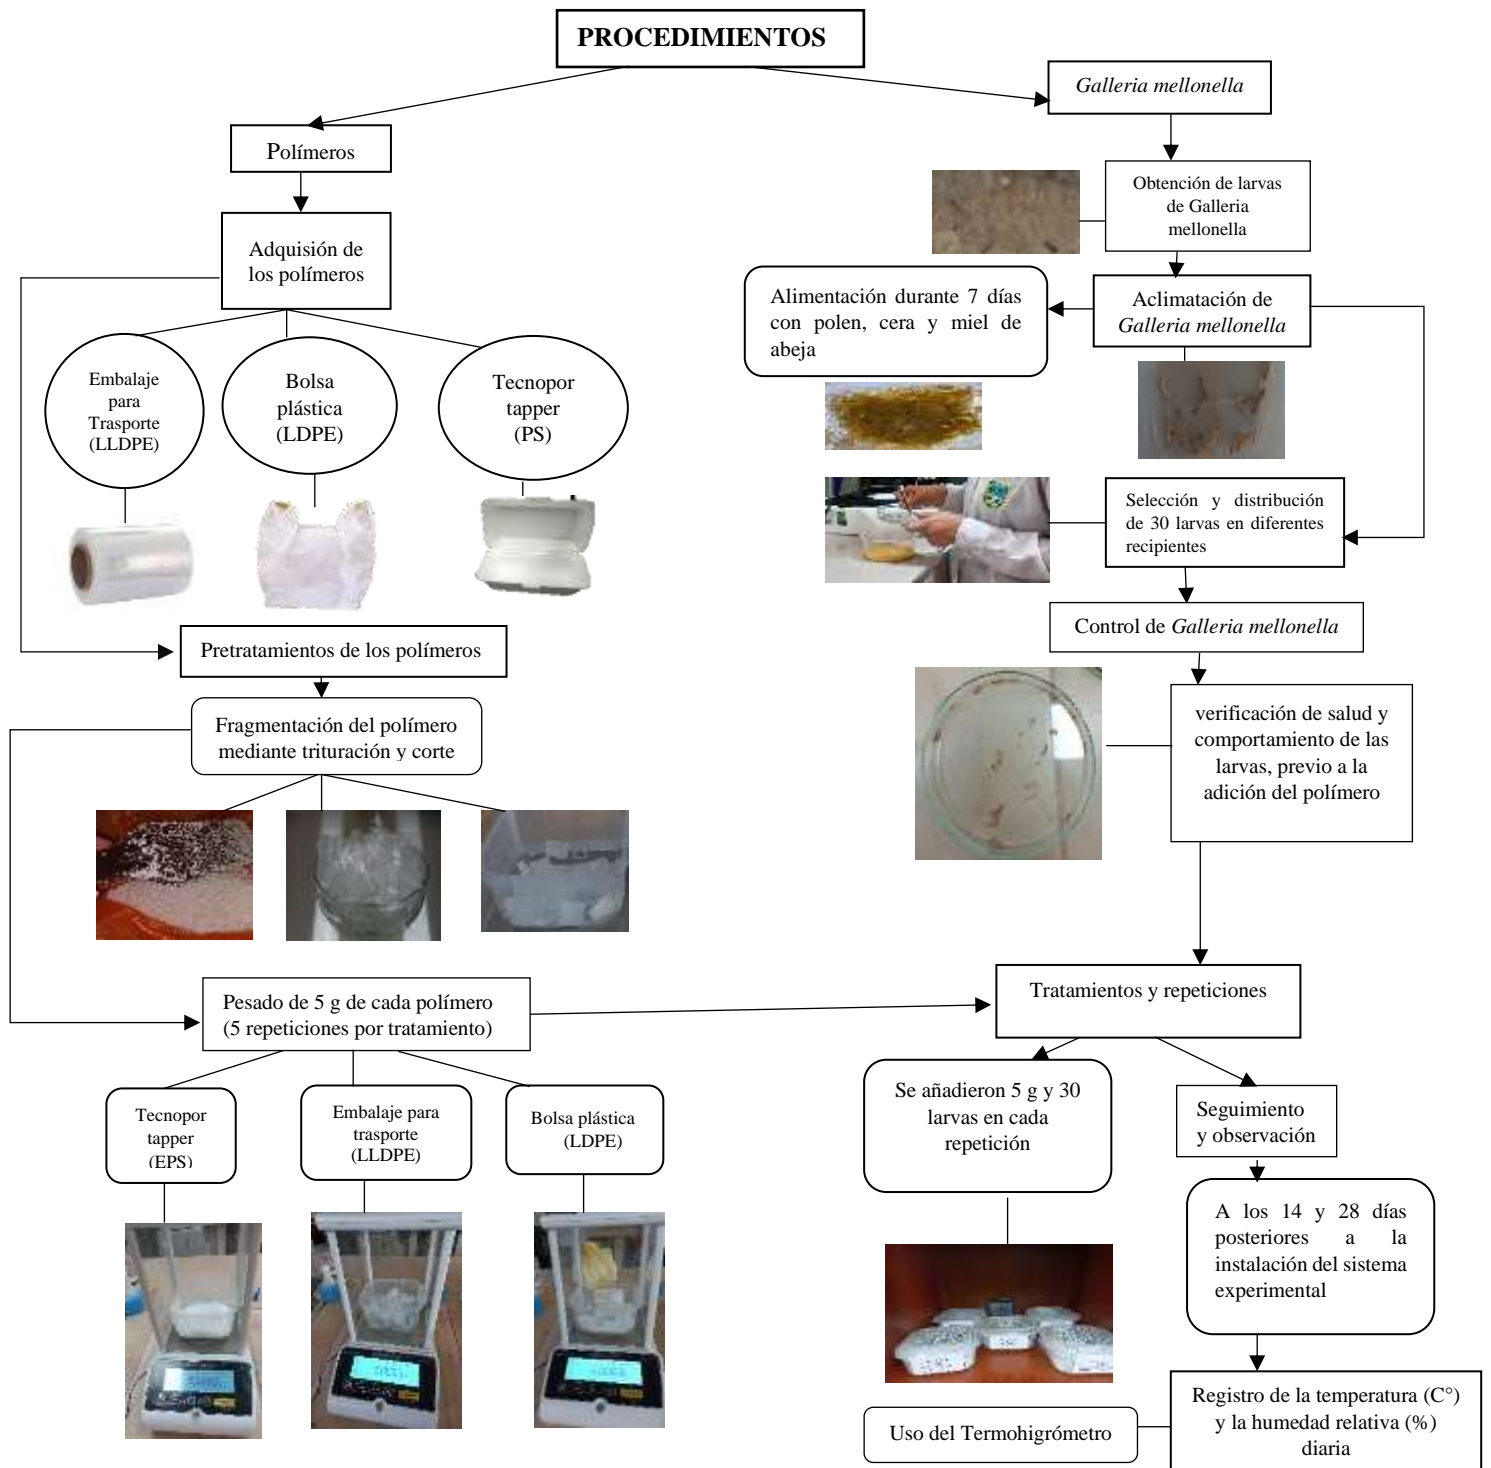 PROCEDIMIENTOS
Polímeros
Adquisión de
los polímeros
Embalaje
para
Trasporte
(LLDPE)
Bolsa
plástica
(LDPE)
Tecnopor
tapper
(PS)
Pretratamientos de los polímeros
Fragmentación del polímero
mediante trituración y corte
Pesado de 5 g de cada polímero
(5 repeticiones por tratamiento)
Tecnopor
tapper
(EPS)
Embalaje para
trasporte
(LLDPE)
Bolsa plástica
(LDPE)
Galleria mellonella
Obtención de larvas
de Galleria
mellonella
Aclimatación de
Galleria mellonella
Alimentación durante 7 días
con polen, cera y miel de
abeja
Selección y distribución
de 30 larvas en diferentes
recipientes
Control de Galleria mellonella
verificación de salud y
comportamiento de las
larvas, previo a la
adición del polímero
Tratamientos y repeticiones
Se añadieron 5 g y 30
larvas en cada
repetición
Seguimiento
y observación
A los 14 y 28 días
posteriores a la
instalación del sistema
experimental
Registro de la temperatura (C°)
y la humedad relativa (%)
diaria
Uso del Termohigrómetro